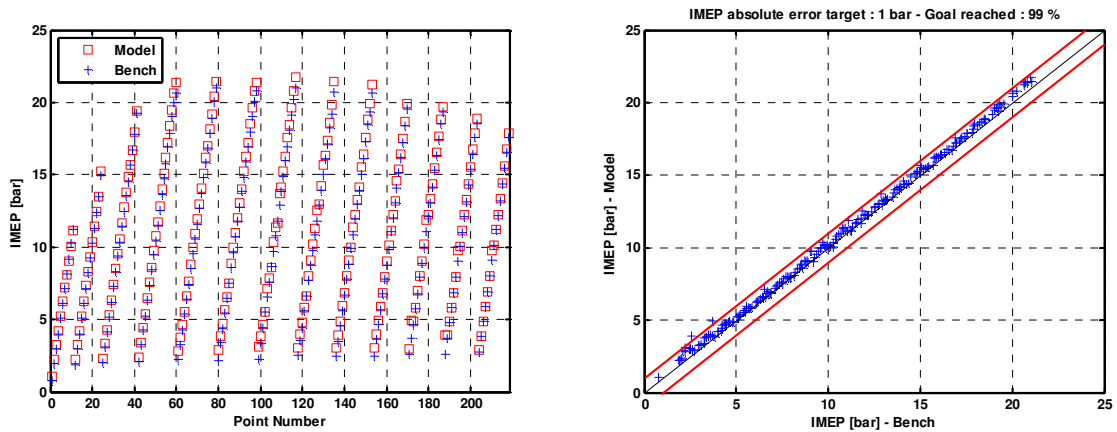 IMEP absolute error target : 1 bar - Goal reached : 99 %
25
20
15
10
5
0
IMEP [bar]
Model
Bench
0 20 40 60 80 100 120 140 160 180 200
Point Number
25
20
15
10
5
0
IMEP [bar] - Model
0 5 10 15 20 25
IMEP [bar] - Bench